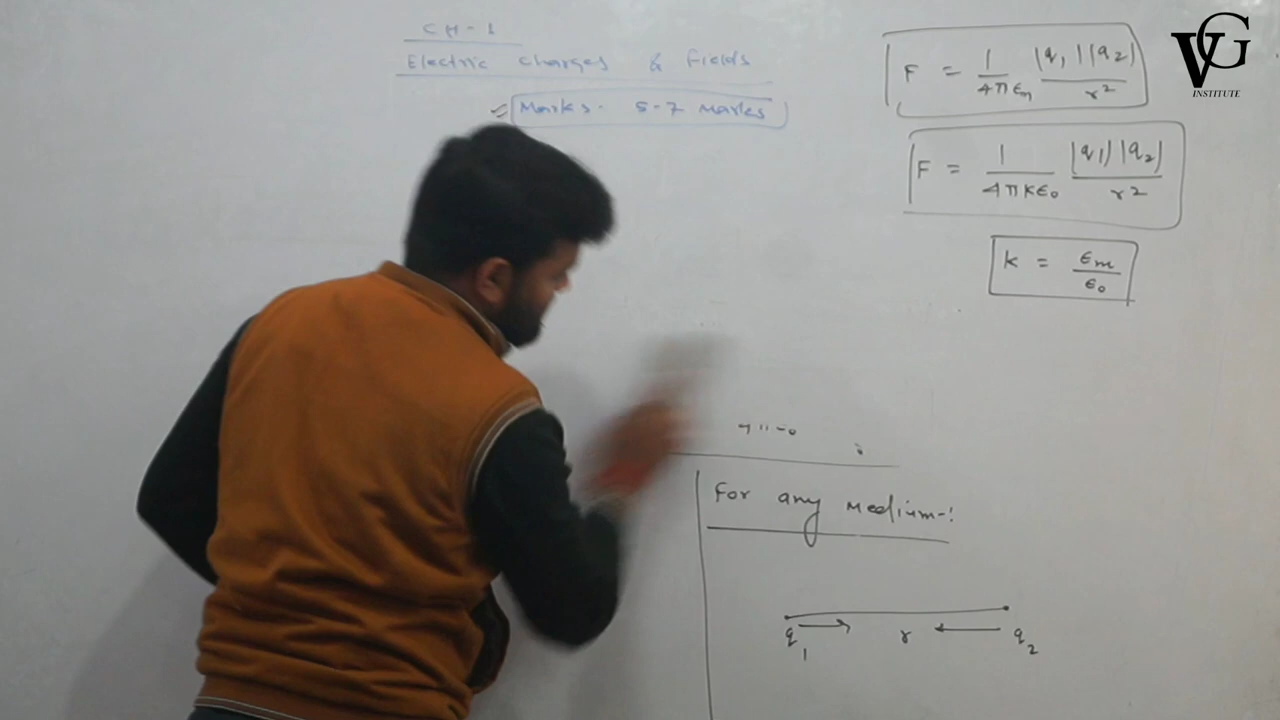 CH-1
Electric Charges & Fields
Marks - 5-7 Marks
F = 1/4πϵm |q1||q2|/r2
F = 1/4πKϵ0 |q1||q2|/r2
K = ϵm/ϵ0
For any Medium-:
q1 r q2
VG
INSTITUTE